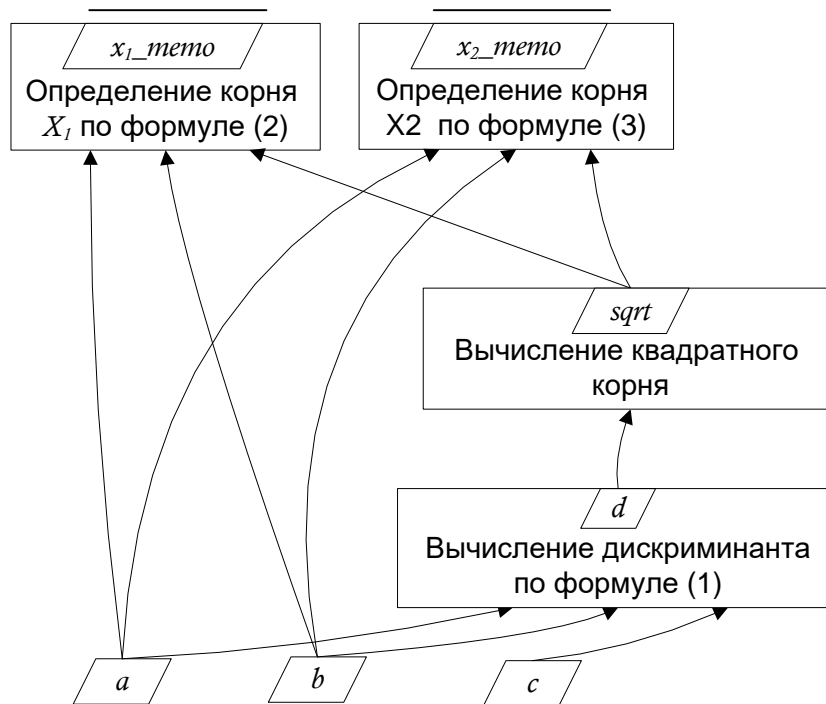 x₁_memo
Определение корня
X₁ по формуле (2)
x₂_memo
Определение корня
X2 по формуле (3)
sqrt
Вычисление квадратного
корня
d
Вычисление дискриминанта
по формуле (1)
a
b
c